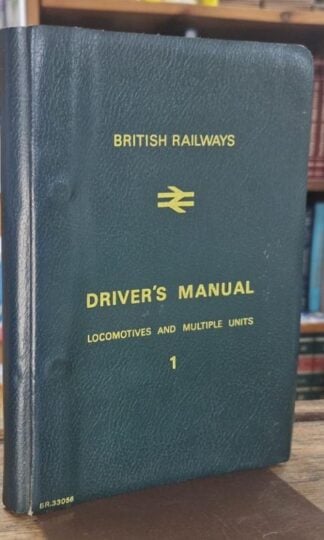 BRITISH RAILWAYS
DRIVER'S MANUAL
LOCOMOTIVES AND MULTIPLE UNITS
1
BR.33056